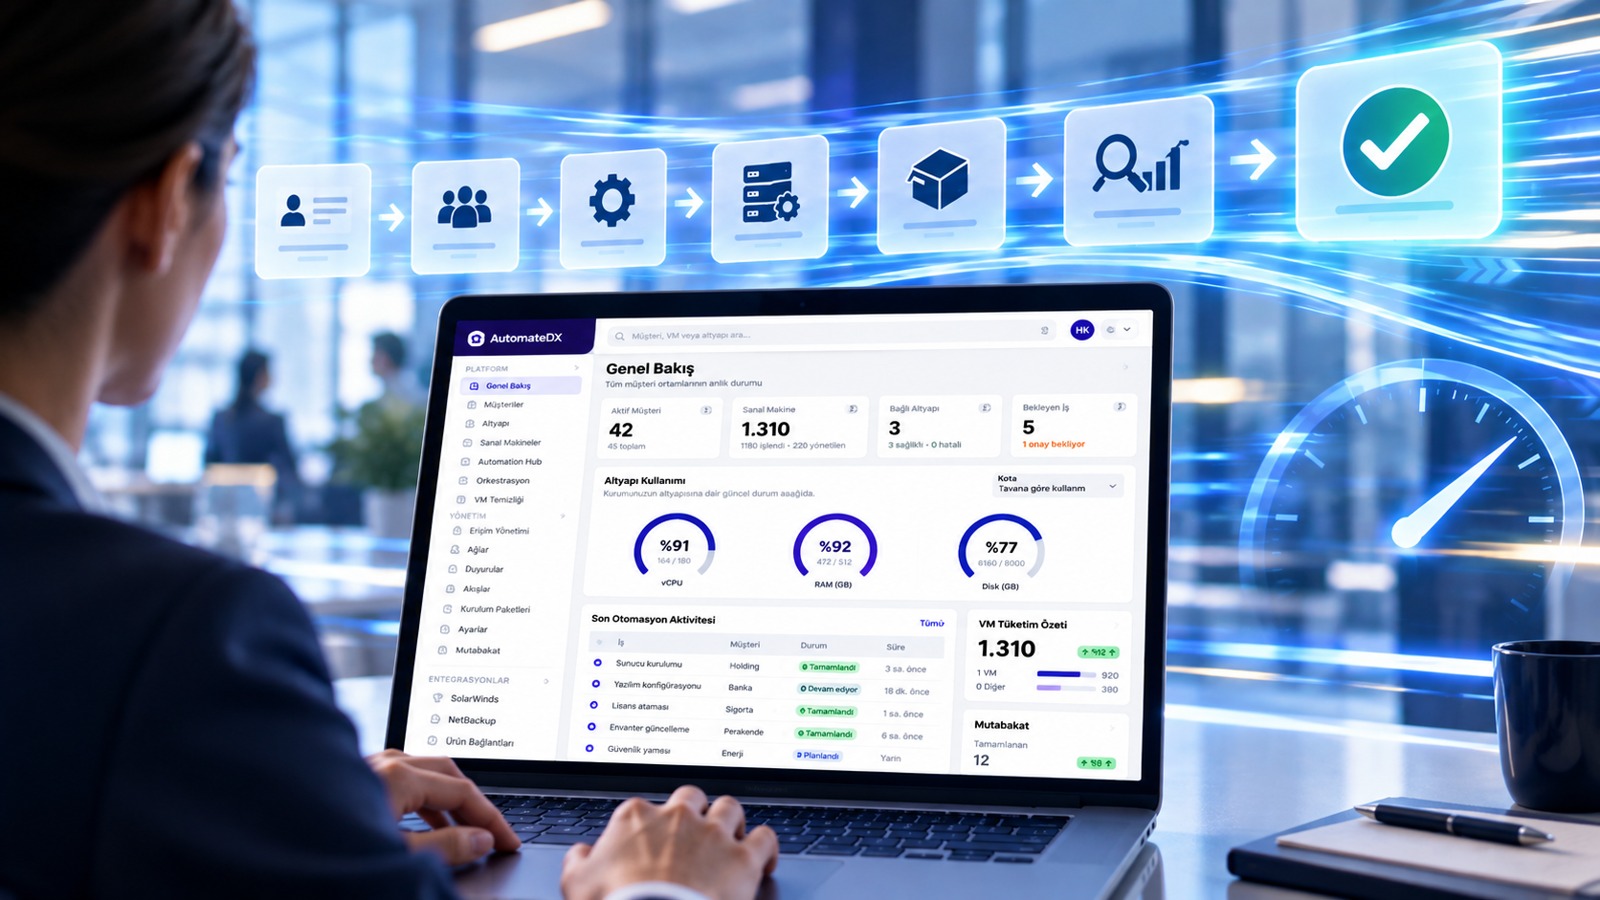 AutomateDX
Müşteri, VM veya altyapı ara...
HK
PLATFORM
Genel Bakış
Müşteriler
Altyapı
Sanal Makineler
Automation Hub
Orkestrasyon
VM Temizliği
YÖNETİM
Erişim Yönetimi
Ağlar
Duyurular
Akışlar
Kurulum Paketleri
Ayarlar
Mutabakat
ENTEGRASYONLAR
SolarWinds
NetBackup
Ürün Bağlantıları
Genel Bakış
Tüm müşteri ortamlarının anlık durumu
Aktif Müşteri
42
45 toplam
Sanal Makine
1.310
1180 işlendi • 220 yönetilen
Bağlı Altyapı
3
3 sağlıklı • 0 hatalı
Bekleyen İş
5
1 onay bekliyor
Altyapı Kullanımı
Kurumunuzun altyapısına dair güncel durum aşağıda.
Kota
Tavana göre kullanım
%91
164 / 180
vCPU
%92
472 / 512
RAM (GB)
%77
6160 / 8000
Disk (GB)
Son Otomasyon Aktivitesi
Tümü
İş Müşteri Durum Süre
Sunucu kurulumu Holding Tamamlandı 3 sa. önce
Yazılım konfigürasyonu Banka Devam ediyor 18 dk. önce
Lisans ataması Sigorta Tamamlandı 1 sa. önce
Envanter güncelleme Perakende Tamamlandı 6 sa. önce
Güvenlik yaması Enerji Planlandı Yarın
VM Tüketim Özeti
1.310
1 VM 920
0 Diğer 390
Mutabakat
Tamamlanan
12